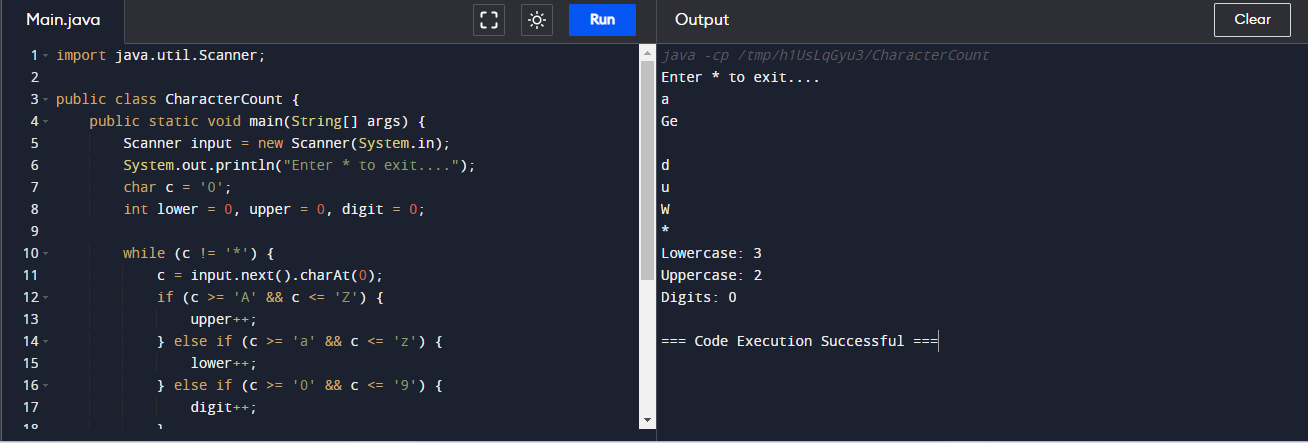 Main.java
Run
Output
Clear
1 import java.util.Scanner;
2
3 public class CharacterCount {
4     public static void main(String[] args) {
5         Scanner input = new Scanner(System.in);
6         System.out.println("Enter * to exit....");
7         char c = '0';
8         int lower = 0, upper = 0, digit = 0;
9
10         while (c != '*') {
11             c = input.next().charAt(0);
12             if (c >= 'A' && c <= 'Z') {
13                 upper++;
14             } else if (c >= 'a' && c <= 'z') {
15                 lower++;
16             } else if (c >= '0' && c <= '9') {
17                 digit++;
18             }
java -cp /tmp/h1UsLqGyu3/CharacterCount
Enter * to exit....
a
Ge
d
u
W
*
Lowercase: 3
Uppercase: 2
Digits: 0
=== Code Execution Successful ===